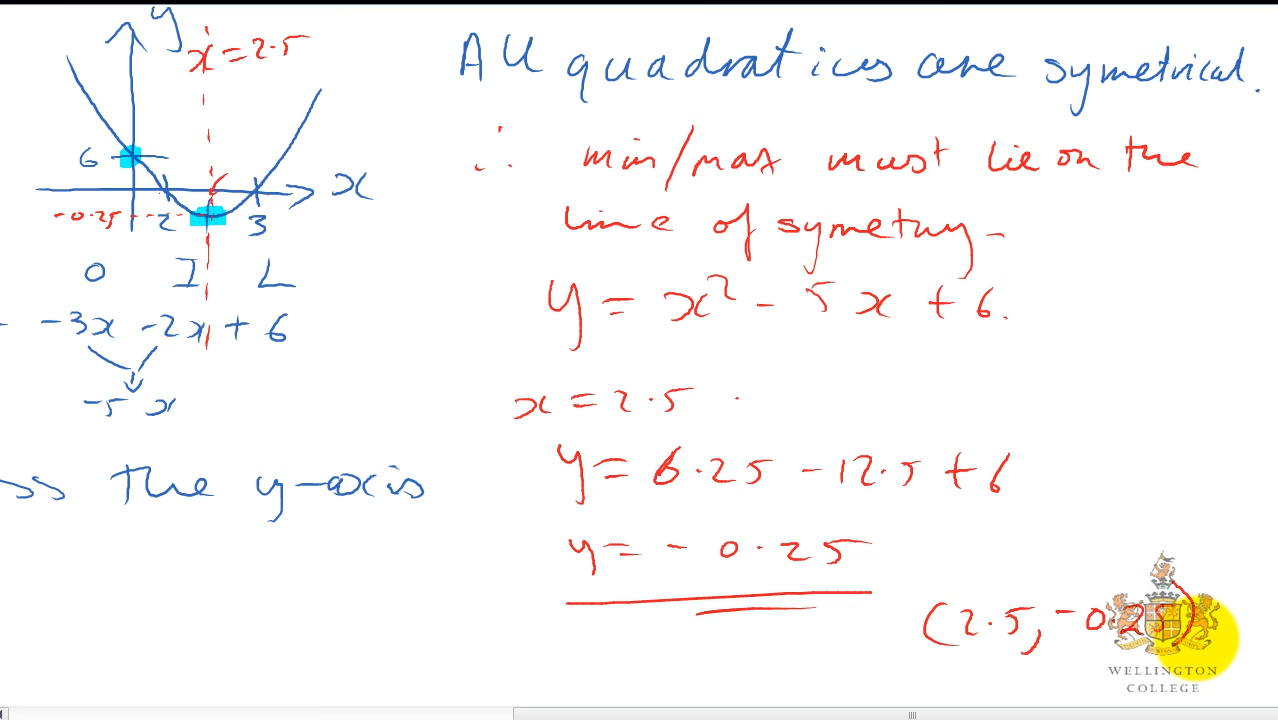 y
x = 2.5
6
x
-0.25
2
3
O I L
-3x -2x + 6
-5x
ss the y-axis
All quadratics are symetrical.
∴ min/max must lie on the
line of symetry.
y = x² - 5x + 6.
x = 2.5
y = 6.25 - 12.5 + 6
y = -0.25
(2.5, -0.25)
WELLINGTON
COLLEGE